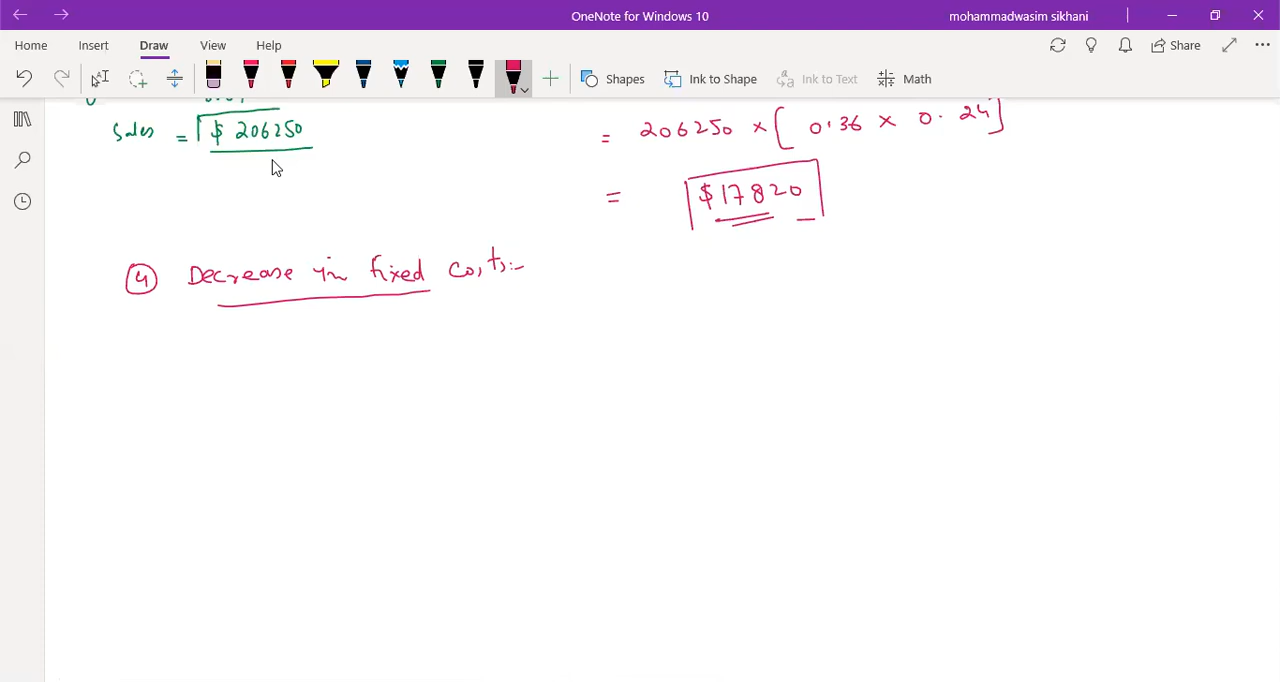 OneNote for Windows 10
mohammadwasim sikhani
Home Insert Draw View Help
Share
Shapes Ink to Shape Ink to Text Math
Sales = $ 206250
= 206250 × [ 0.36 × 0.24 ]
= $17820
4 Decrease in fixed costs:-